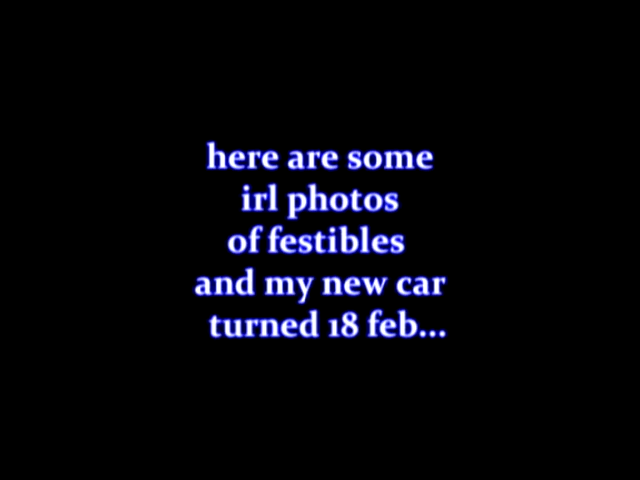 here are some
irl photos
of festibles
and my new car
turned 18 feb...